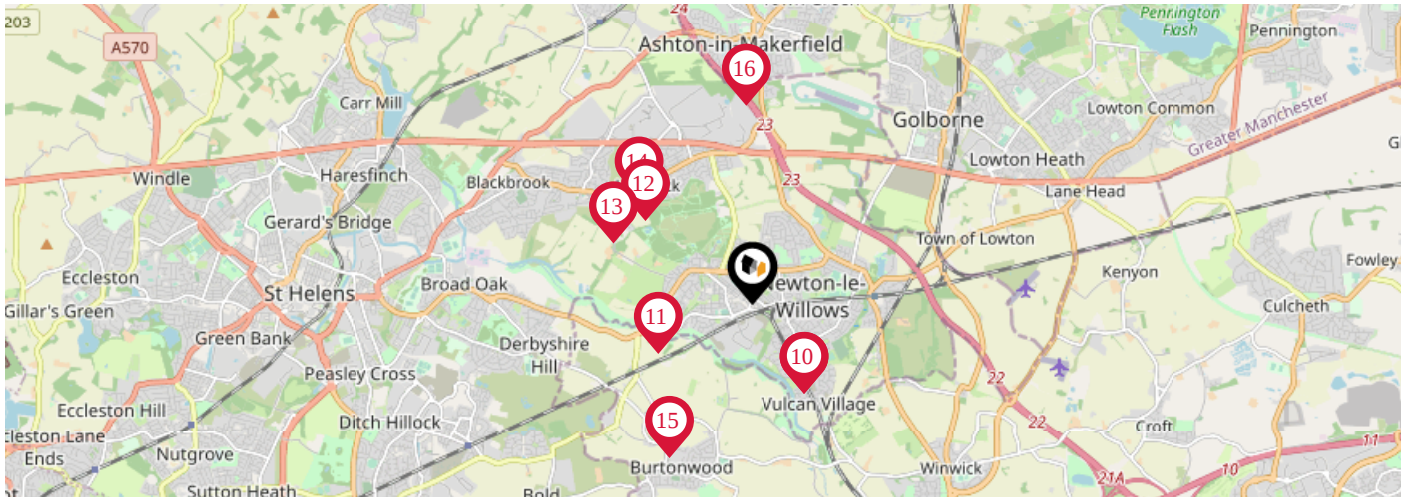 24
Pennington
Flash
203
Pennington
A570
Ashton-in-Makerfield
16
Carr Mill
Lowton Common
Golborne
23
Greater Manchester
14
Lowton Heath
Windle
Haresfinch
Blackbrook
12
23
Lane Head
13
Gerard's Bridge
Town of Lowton
Fowley
Kenyon
Eccleston
Broad Oak
St Helens
Newton-le-
Willows
Culcheth
Gillar's Green
11
Green Bank
Derbyshire
Hill
10
Peasley Cross
22
Vulcan Village
Eccleston Hill
Ditch Hillock
15
22
Croft
cleston Lane
Ends
11
Nutgrove
Burtonwood
Winwick
10
21A
Sutton Heath
Bold